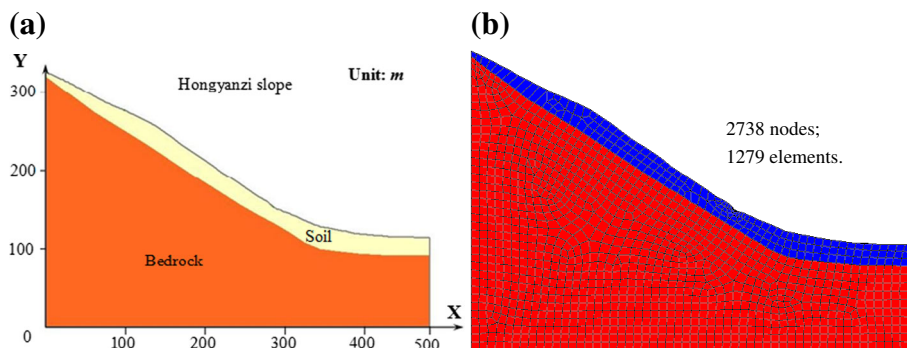 (a)
Y
Hongyanzi slope
Unit: m
300
200
100
0
Soil
Bedrock
X
100
200
300
400
500
(b)
2738 nodes;
1279 elements.